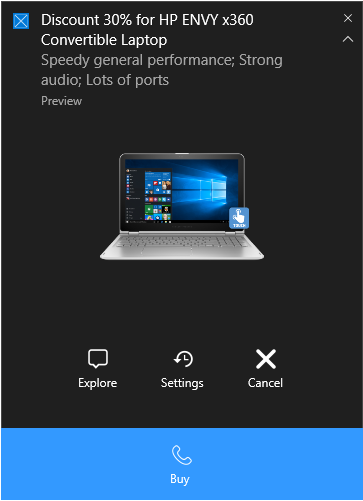 Discount 30% for HP ENVY x360
Convertible Laptop
Speedy general performance; Strong
audio; Lots of ports
Preview
TOUCH
Explore
Settings
Cancel
Buy